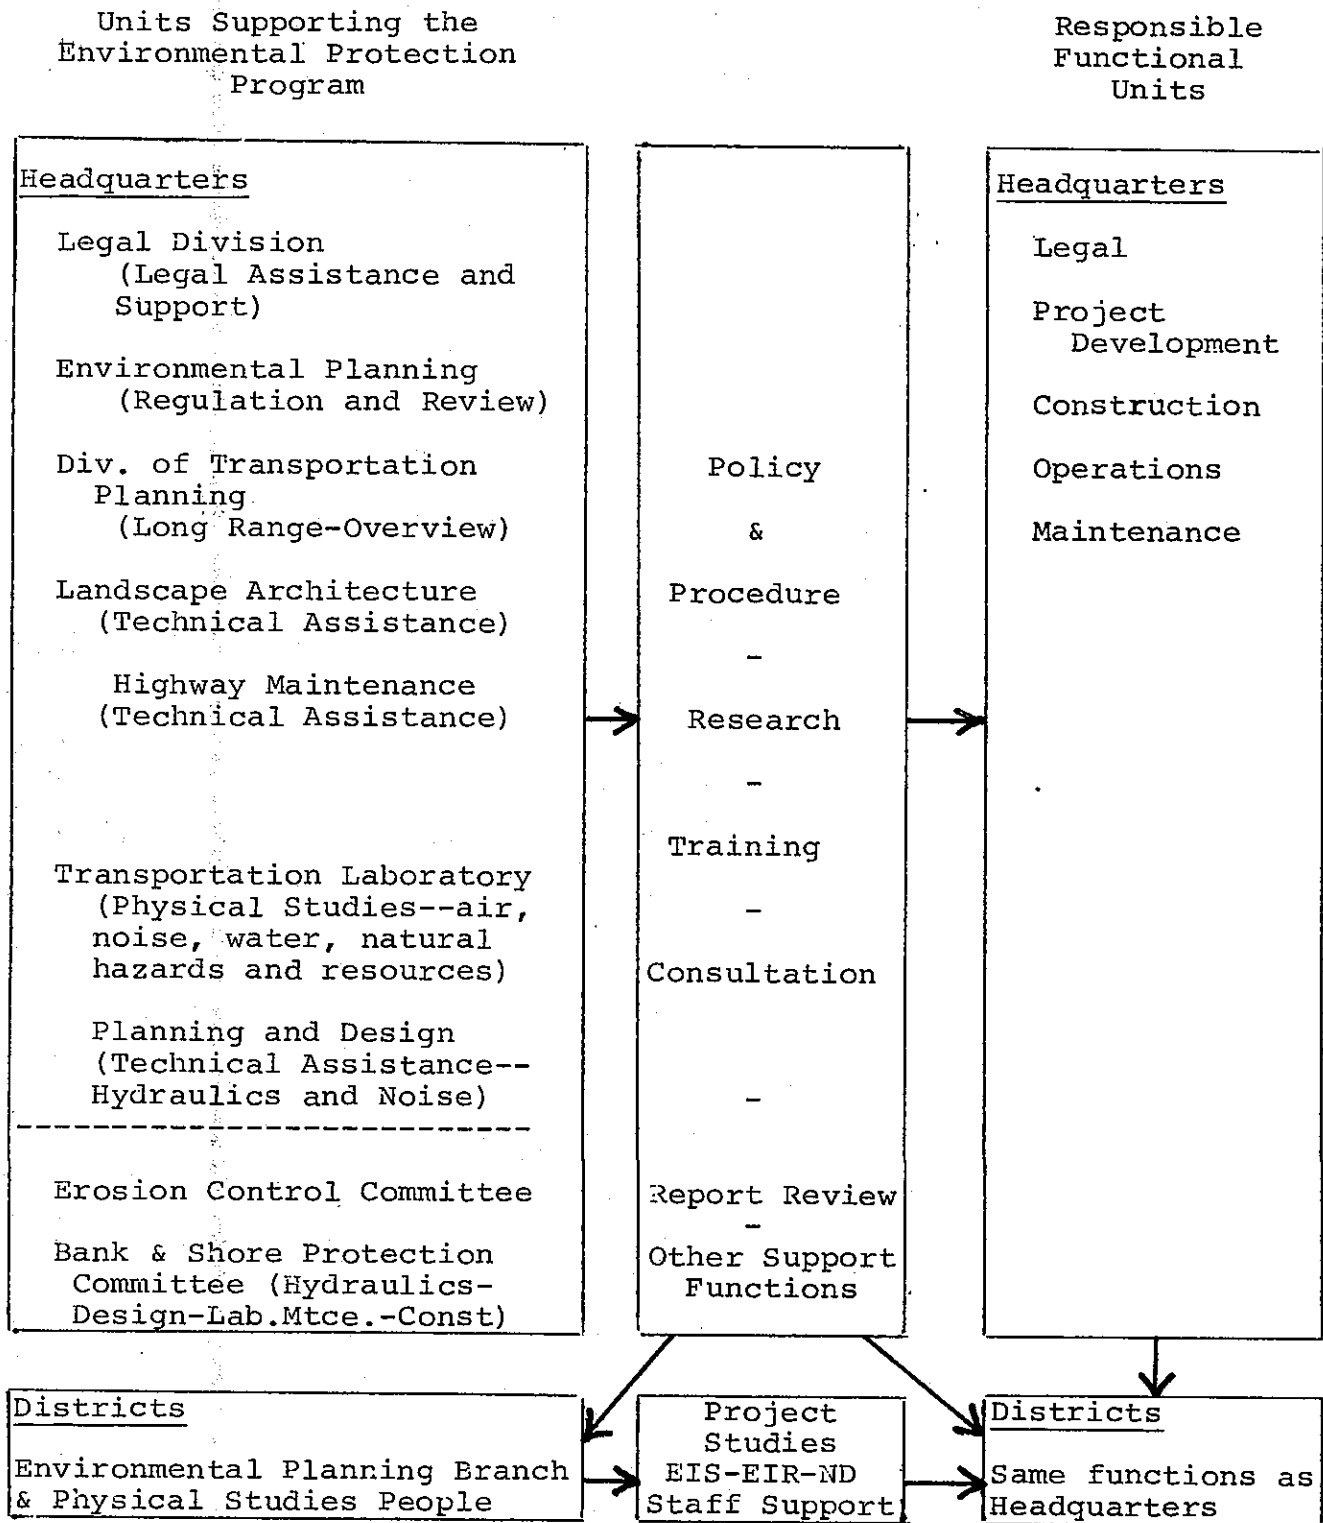 Units Supporting the
Environmental Protection
Program
Responsible
Functional
Units
Headquarters
Legal Division
(Legal Assistance and
Support)
Environmental Planning
(Regulation and Review)
Div. of Transportation
Planning
(Long Range-Overview)
Landscape Architecture
(Technical Assistance)
Highway Maintenance
(Technical Assistance)
Transportation Laboratory
(Physical Studies--air,
noise, water, natural
hazards and resources)
Planning and Design
(Technical Assistance--
Hydraulics and Noise)
Erosion Control Committee
Bank & Shore Protection
Committee (Hydraulics-
Design-Lab.Mtce.-Const)
Policy
&
Procedure
-
Research
-
Training
-
Consultation
-
Report Review
-
Other Support
Functions
Headquarters
Legal
Project
Development
Construction
Operations
Maintenance
Districts
Environmental Planning Branch
& Physical Studies People
Project
Studies
EIS-EIR-ND
Staff Support
Districts
Same functions as
Headquarters